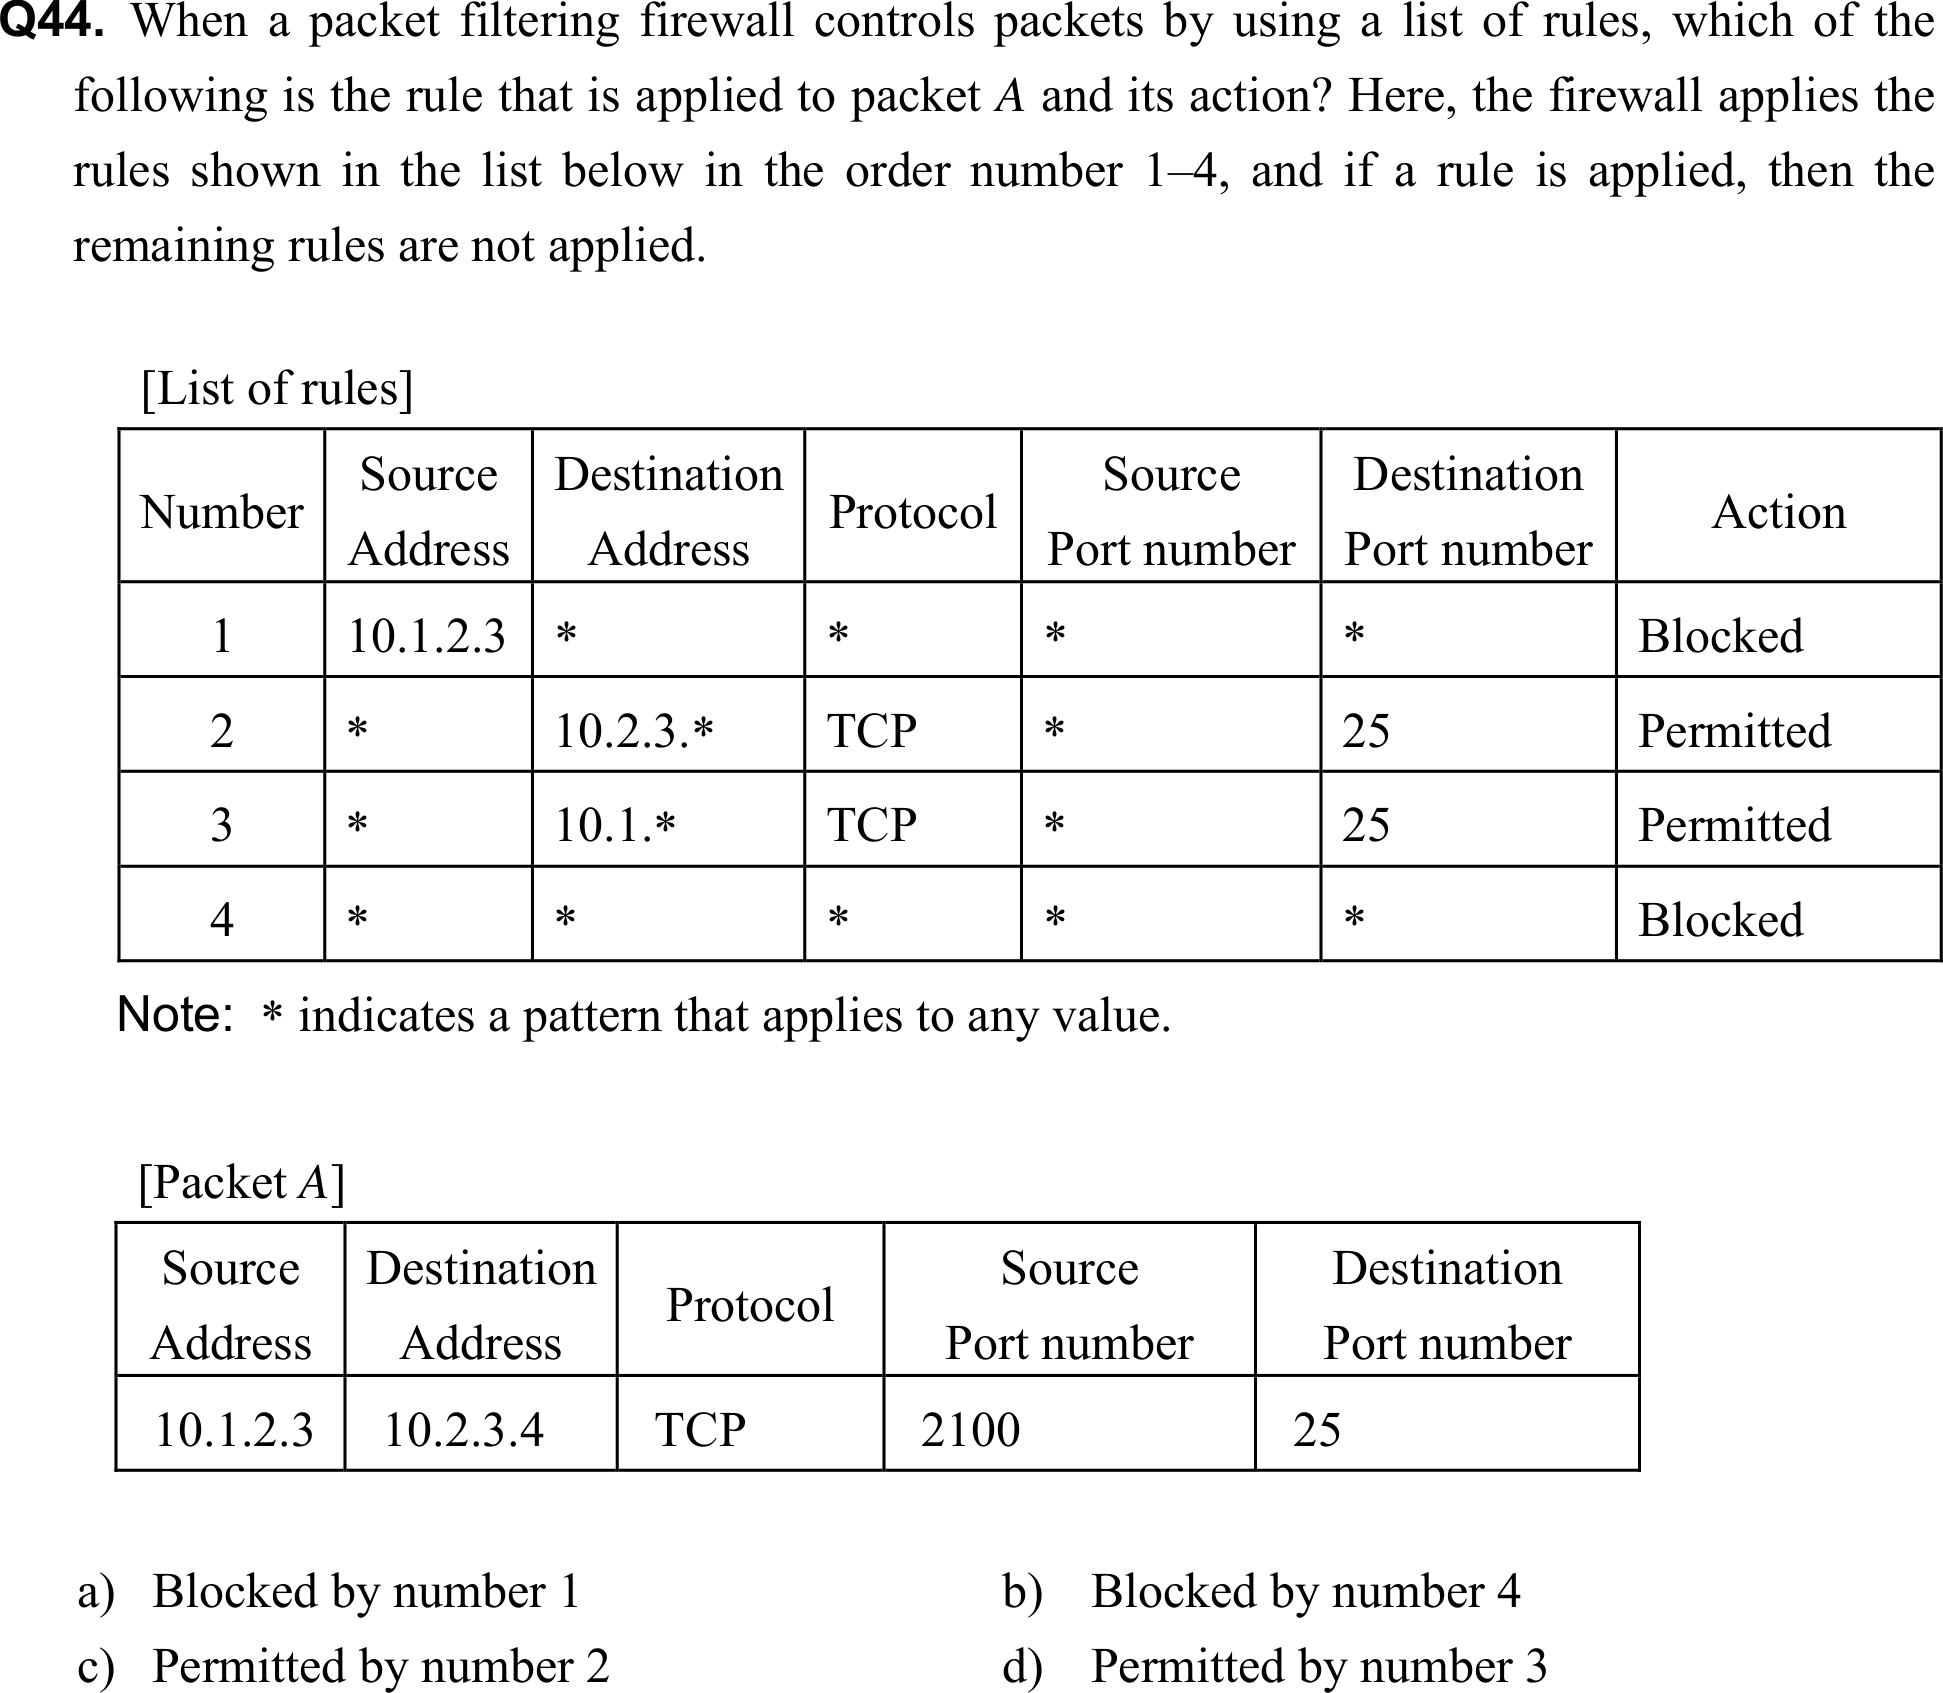 Q44. When a packet filtering firewall controls packets by using a list of rules, which of the
following is the rule that is applied to packet A and its action? Here, the firewall applies the
rules shown in the list below in the order number 1–4, and if a rule is applied, then the
remaining rules are not applied.
[List of rules]
Number Source Address Destination Address Protocol Source Port number Destination Port number Action
1 10.1.2.3 * * * * Blocked
2 * 10.2.3.* TCP * 25 Permitted
3 * 10.1.* TCP * 25 Permitted
4 * * * * * Blocked
Note: * indicates a pattern that applies to any value.
[Packet A]
Source Address Destination Address Protocol Source Port number Destination Port number
10.1.2.3 10.2.3.4 TCP 2100 25
a) Blocked by number 1 b) Blocked by number 4
c) Permitted by number 2 d) Permitted by number 3